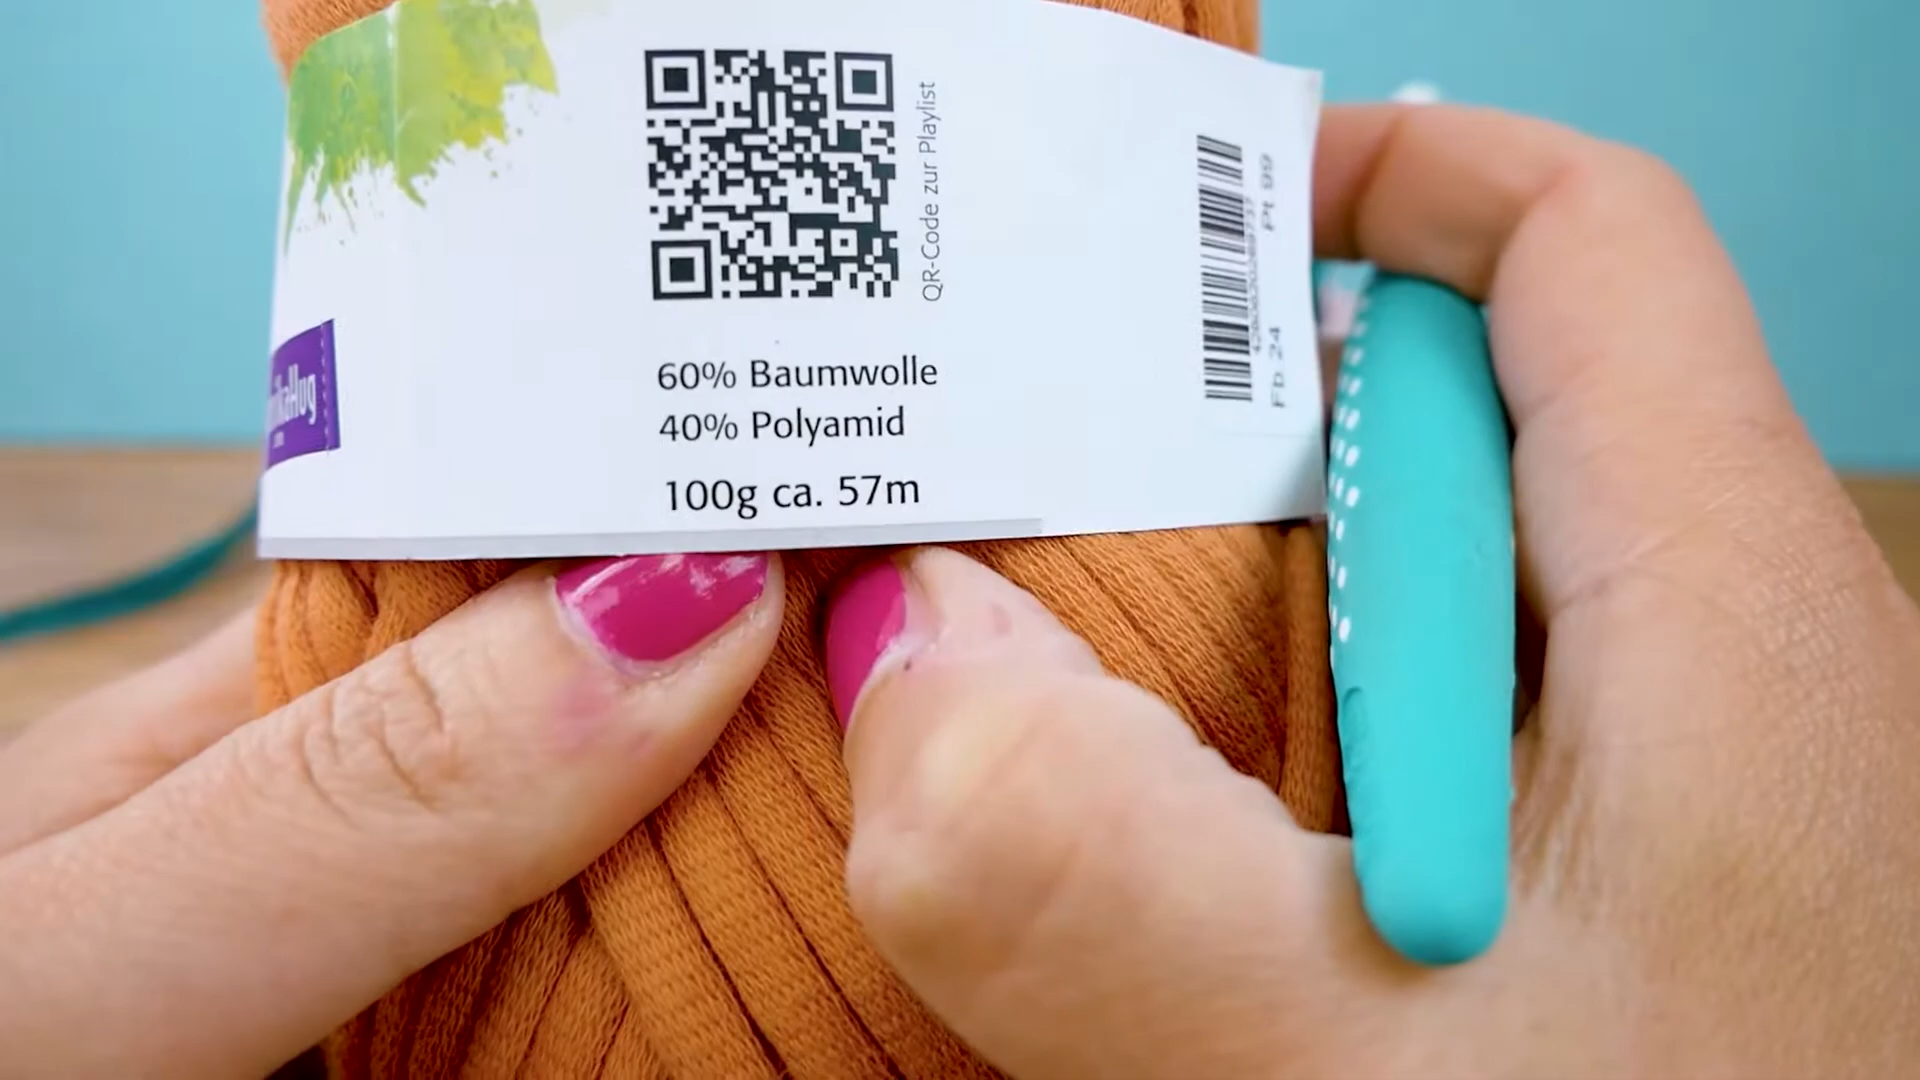 QR-Code zur Playlist
60% Baumwolle
40% Polyamid
100g ca. 57m
Pt 99
Fb 24